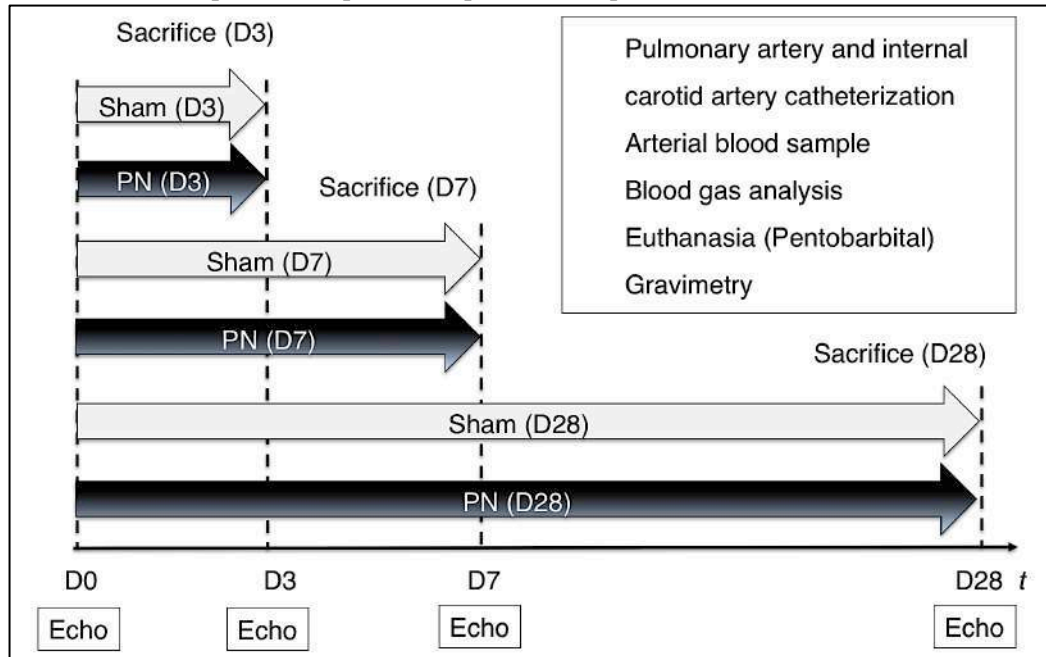 Sacrifice (D3)
Sham (D3)
PN (D3)
Sacrifice (D7)
Sham (D7)
PN (D7)
Pulmonary artery and internal
carotid artery catheterization
Arterial blood sample
Blood gas analysis
Euthanasia (Pentobarbital)
Gravimetry
Sacrifice (D28)
Sham (D28)
PN (D28)
D0 D3 D7 D28 t
Echo Echo Echo Echo